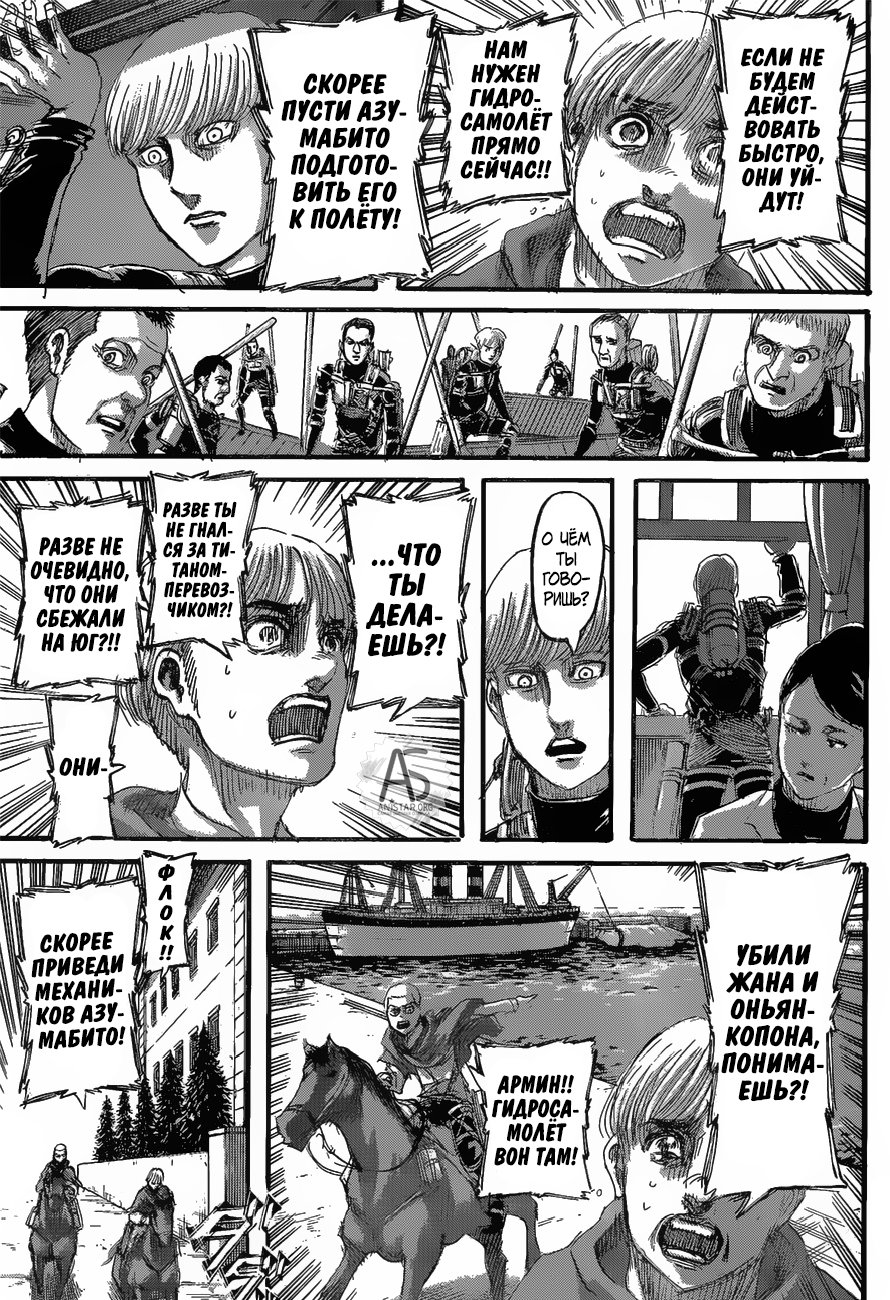 ЕСЛИ НЕ
БУДЕМ
ДЕЙСТ-
ВОВАТЬ
БЫСТРО,
ОНИ УЙ-
ДУТ!
НАМ
НУЖЕН
ГИДРО-
САМОЛЁТ
ПРЯМО
СЕЙЧАС!!
СКОРЕЕ
ПУСТИ АЗУ-
МАБИТО
ПОДГОТО-
ВИТЬ ЕГО
К ПОЛЁТУ!
О ЧЁМ
ТЫ
ГОВО-
РИШЬ?
...ЧТО
ТЫ
ДЕЛА-
ЕШЬ?!
РАЗВЕ ТЫ
НЕ ГНАЛ-
СЯ ЗА ТИ-
ТАНОМ-
ПЕРЕВОЗ-
ЧИКОМ?!
РАЗВЕ НЕ
ОЧЕВИДНО,
ЧТО ОНИ
СБЕЖАЛИ
НА ЮГ?!!
ОНИ-
AS
ANISTAR.ORG
УБИЛИ
ЖАНА И
ОНЬЯН-
КОПОНА,
ПОНИМА-
ЕШЬ?!
АРМИН!!
ГИДРОСА-
МОЛЁТ
ВОН ТАМ!
ФЛОК!!
СКОРЕЕ
ПРИВЕДИ
МЕХАНИ-
КОВ АЗУ-
МАБИТО!